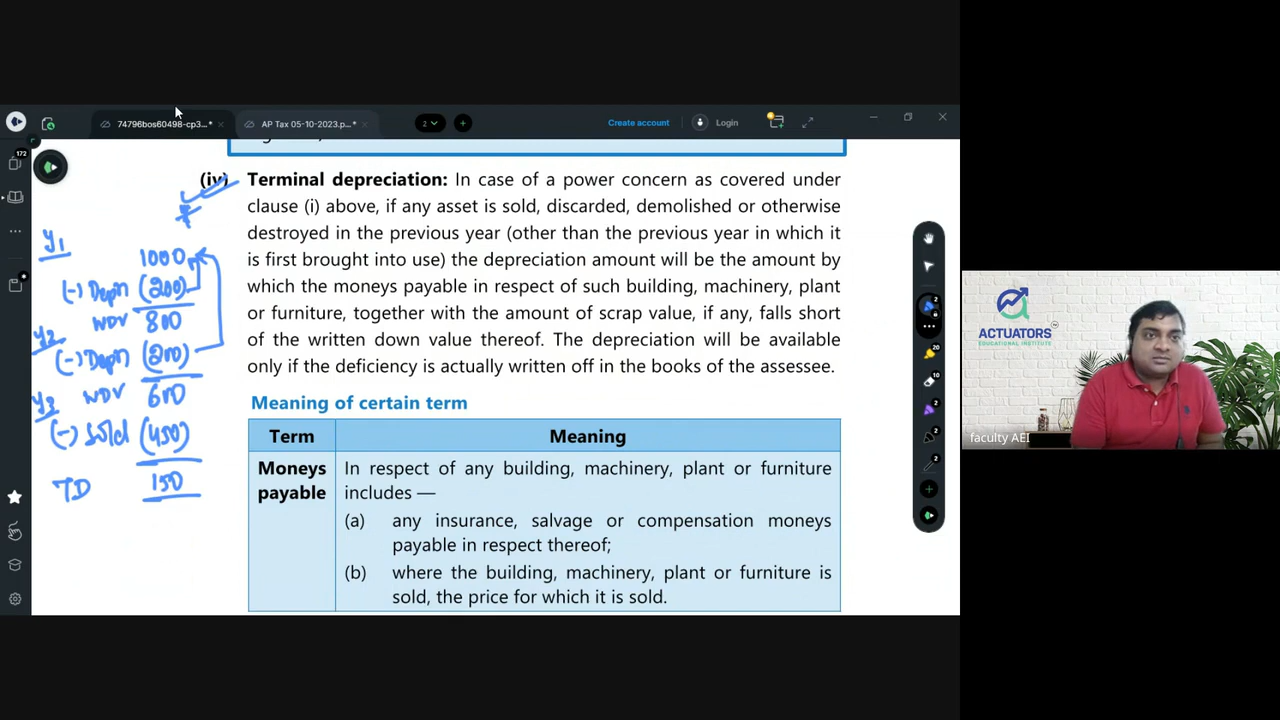 74796bos60498-cp3...*
AP Tax 05-10-2023.p...*
2
Create account
Login
172
(iv) Terminal depreciation: In case of a power concern as covered under
clause (i) above, if any asset is sold, discarded, demolished or otherwise
destroyed in the previous year (other than the previous year in which it
is first brought into use) the depreciation amount will be the amount by
which the moneys payable in respect of such building, machinery, plant
or furniture, together with the amount of scrap value, if any, falls short
of the written down value thereof. The depreciation will be available
only if the deficiency is actually written off in the books of the assessee.
Y1
1000
(-) Depn (200)
WDV 800
Y2
(-) Depn (200)
WDV 600
Y3
(-) Sold (450)
TD 150
Meaning of certain term
Term Meaning
Moneys payable
In respect of any building, machinery, plant or furniture
includes —
(a) any insurance, salvage or compensation moneys
payable in respect thereof;
(b) where the building, machinery, plant or furniture is
sold, the price for which it is sold.
2
20
10
2
2
2
ACTUATORS
EDUCATIONAL INSTITUTE
faculty AEI